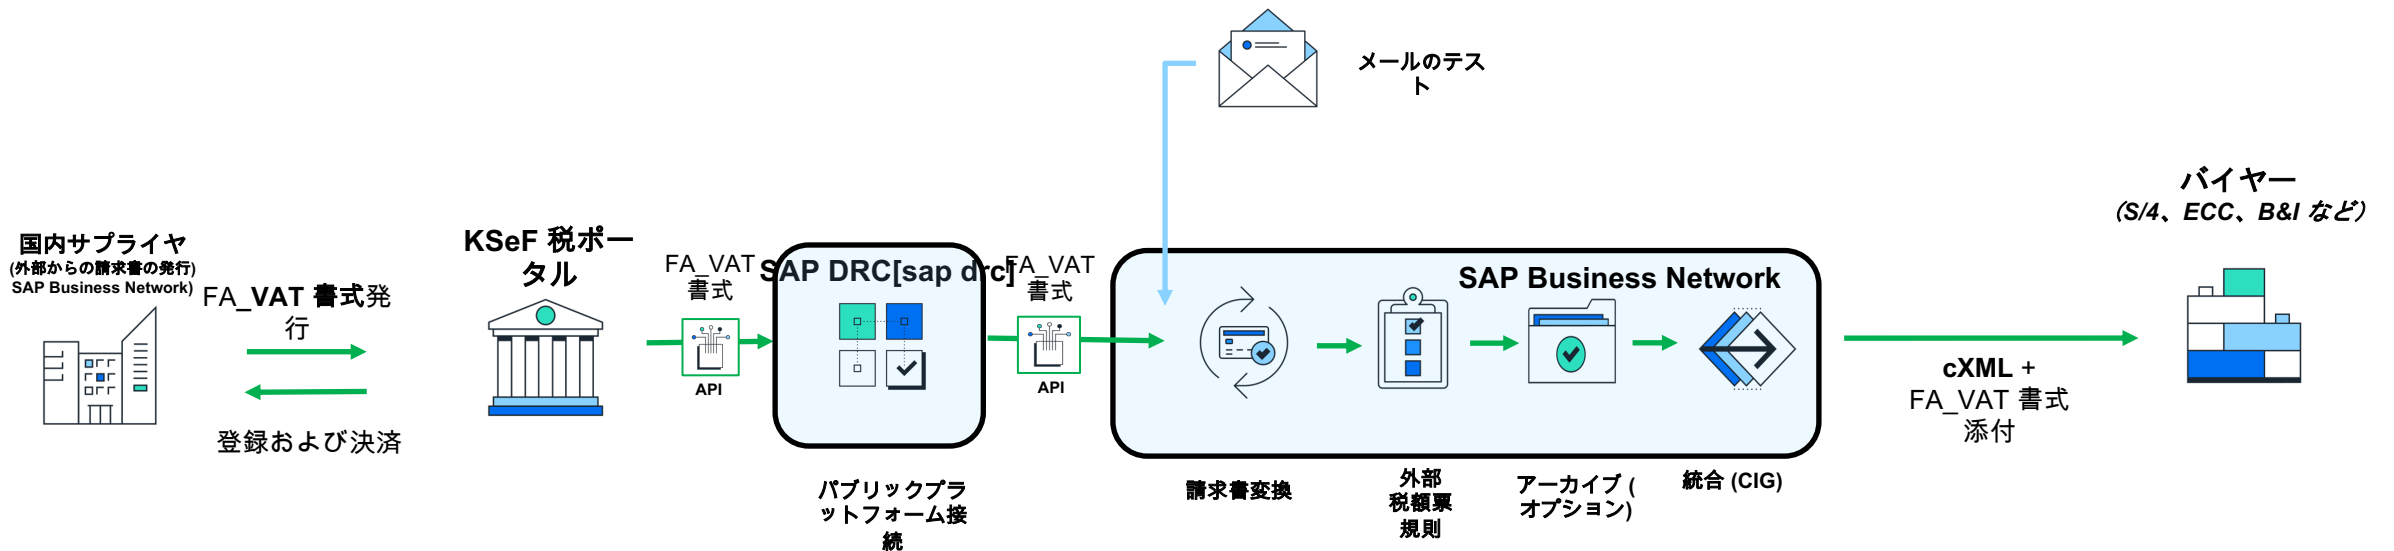 メールのテス
ト
バイヤー
（S/4、ECC、B&I など）
国内サプライヤ
(外部からの請求書の発行)
SAP Business Network)
FA_VAT 書式発
行
登録および決済
KSeF 税ポー
タル
FA_VAT
書式
API
SAP DRC[sap drc]
パブリックプラ
ットフォーム接
続
FA_VAT
書式
API
SAP Business Network
請求書変換
外部
税額票
規則
アーカイブ (
オプション)
統合 (CIG)
cXML +
FA_VAT 書式
添付